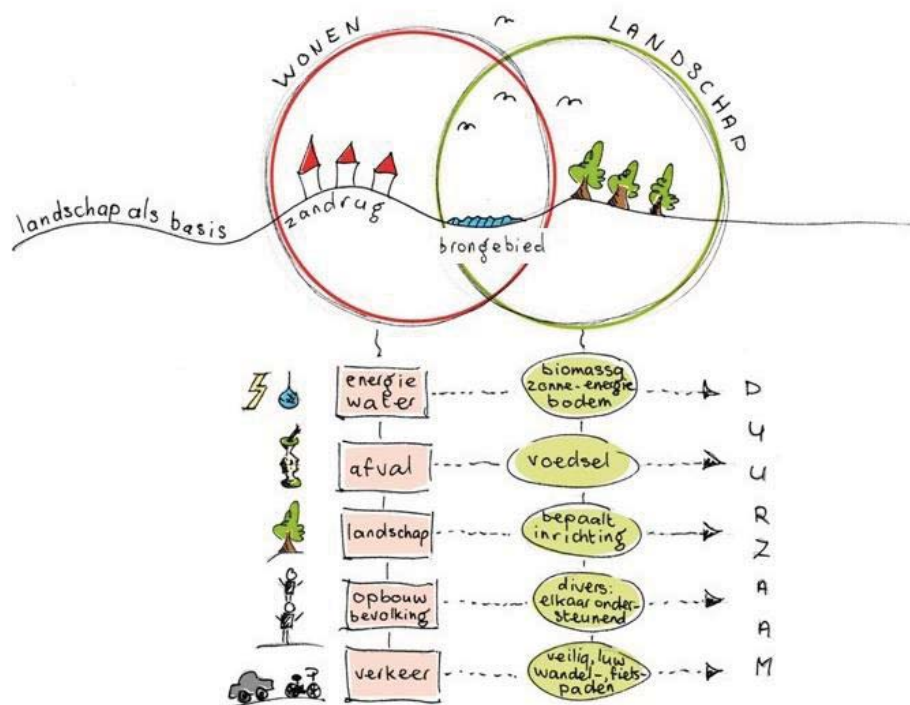 WONEN
LANDSCHAP
landschap als basis
zandrug
brongebied
energie
water
biomassa
zonne-energie
bodem
afval
voedsel
landschap
bepaalt
inrichting
opbouw
bevolking
divers:
elkaar onder-
steunend
verkeer
veilig, luw
wandel-, fiets-
paden
DUURZAAM